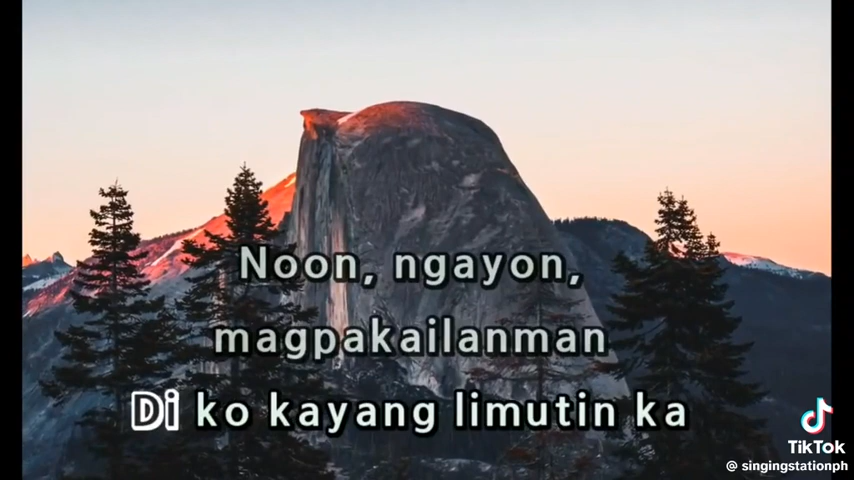 Noon, ngayon,
magpakailanman
Di ko kayang limutin ka
TikTok
@ singingstationph